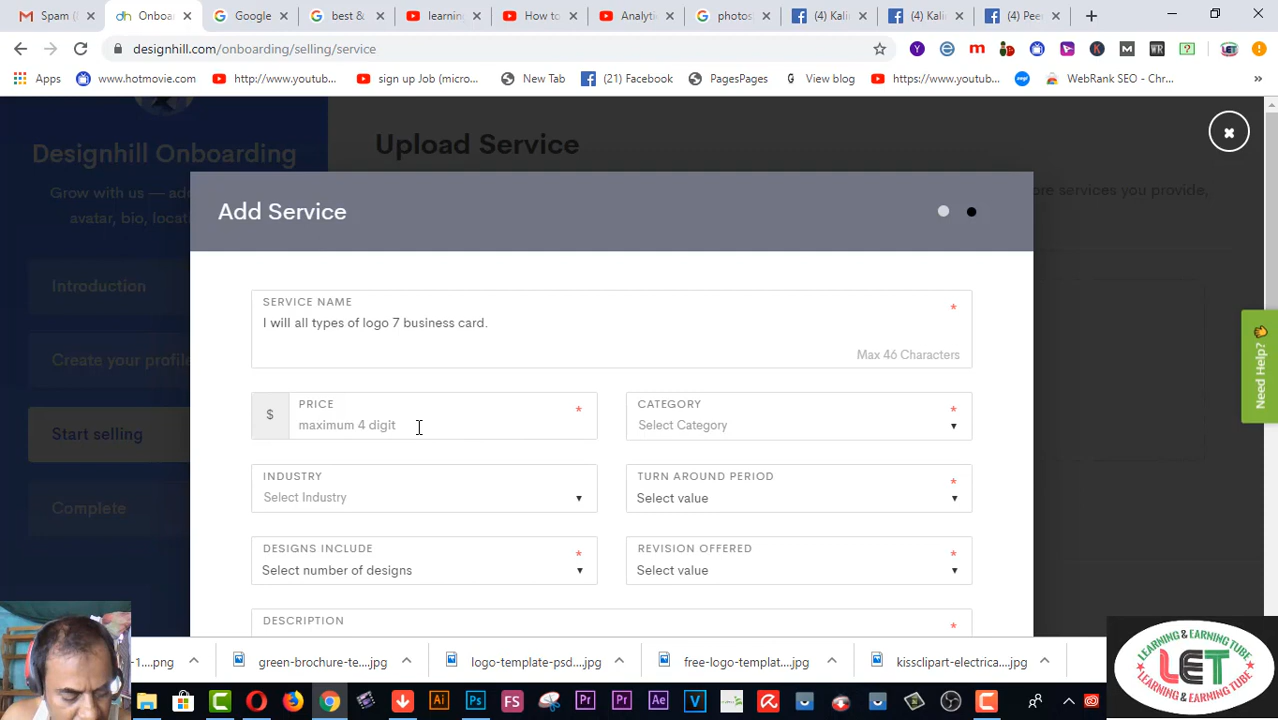 Spam (
Onboa
Google
best &
learnin
How to
Analyti
photos
(4) Kali
(4) Kali
(1) Pee
designhill.com/onboarding/selling/service
Apps
www.hotmovie.com
http://www.youtub...
sign up Job (micro...
New Tab
(21) Facebook
PagesPages
View blog
https://www.youtub...
WebRank SEO - Chr...
Designhill Onboarding
Grow with us — ad
avatar, bio, locat
Upload Service
ore services you provide,
Introduction
Create your profile
Start selling
Complete
Add Service
SERVICE NAME *
I will all types of logo 7 business card.
Max 46 Characters
$ PRICE *
maximum 4 digit
CATEGORY *
Select Category
INDUSTRY
Select Industry
TURN AROUND PERIOD *
Select value
DESIGNS INCLUDE *
Select number of designs
REVISION OFFERED *
Select value
DESCRIPTION *
Need Help?
-1....png
green-brochure-te....jpg
logo-template-psd....jpg
free-logo-templat....jpg
kissclipart-electrica....jpg
LEARNING & EARNING TUBE
LET
LEARNING & EARNING TUBE